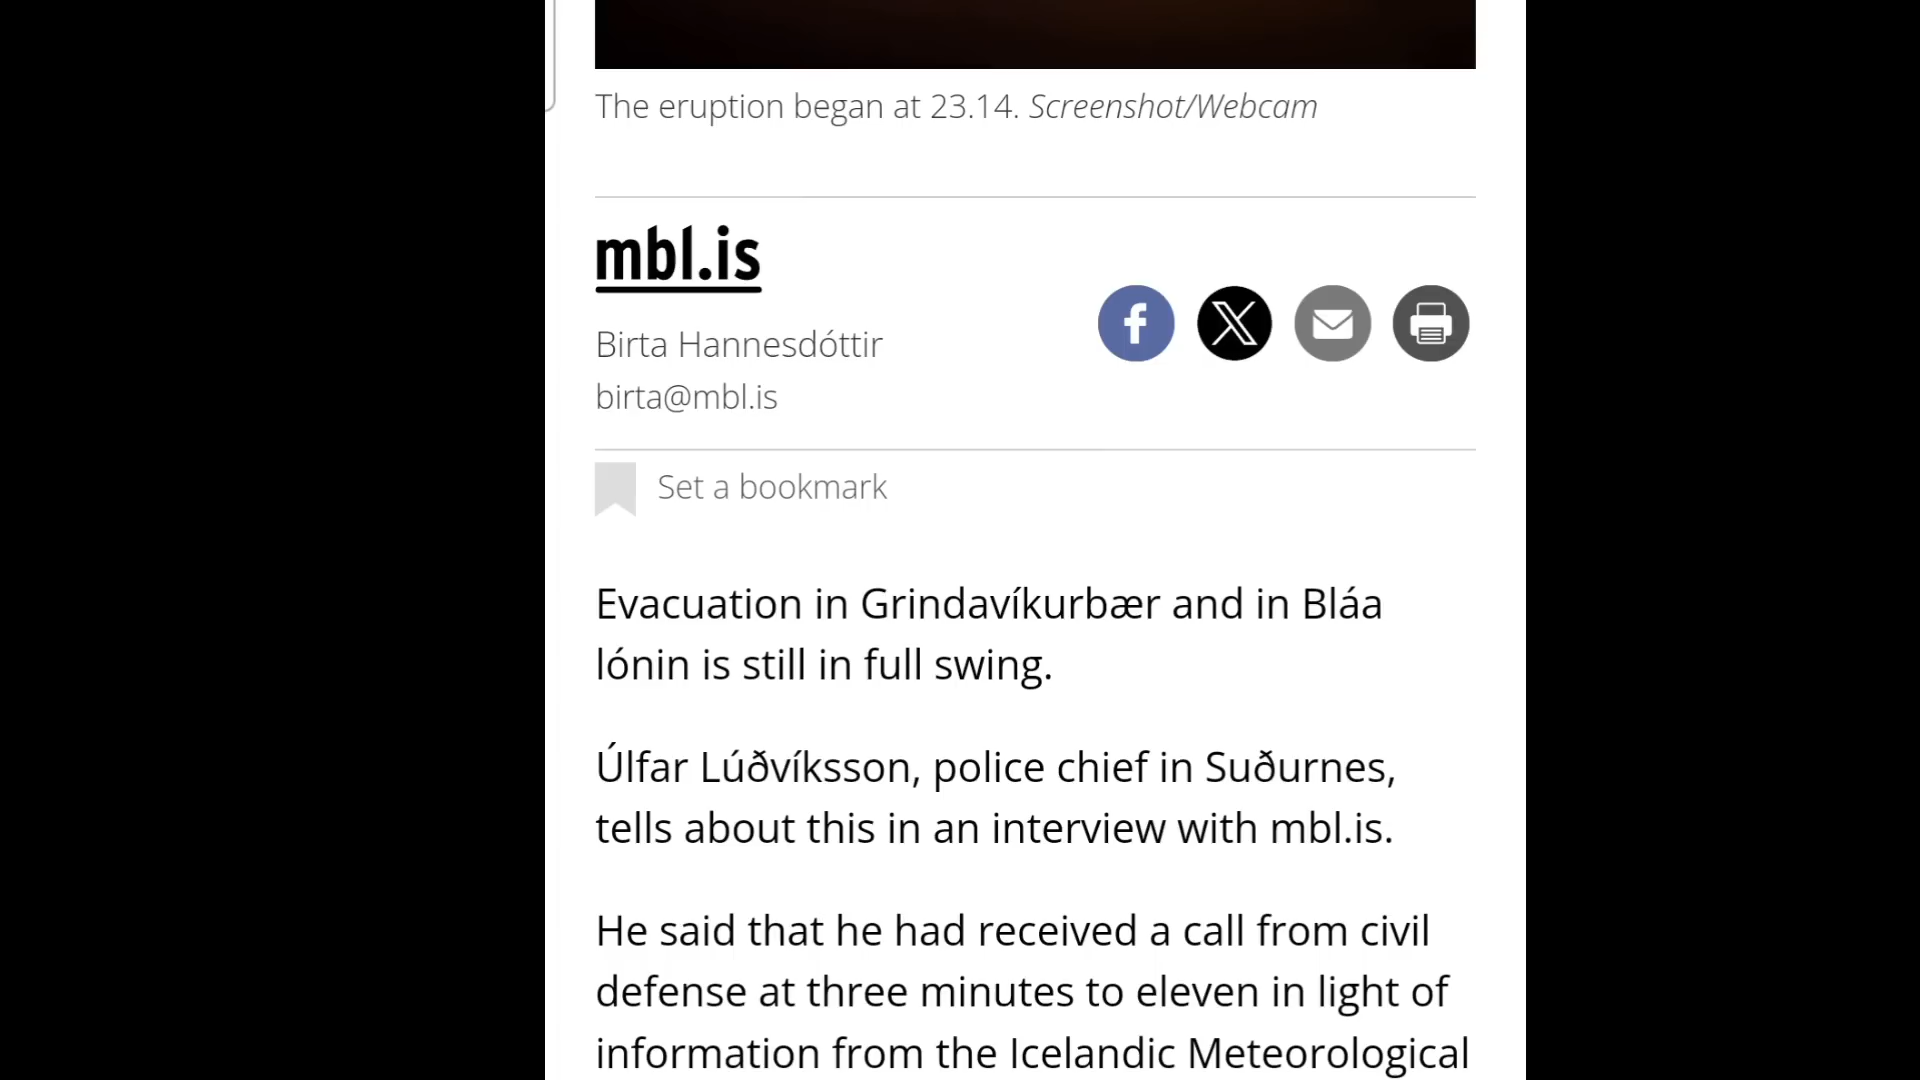 The eruption began at 23.14. Screenshot/Webcam
mbl.is
Birta Hannesdóttir
birta@mbl.is
Set a bookmark
Evacuation in Grindavíkurbær and in Bláa
lónin is still in full swing.
Úlfar Lúðvíksson, police chief in Suðurnes,
tells about this in an interview with mbl.is.
He said that he had received a call from civil
defense at three minutes to eleven in light of
information from the Icelandic Meteorological